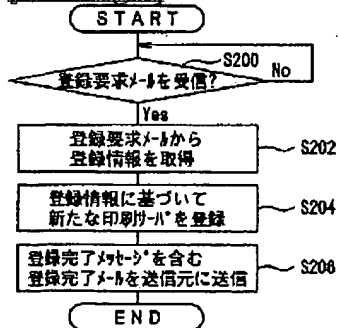 START
S200
登録要求ﾒｰﾙを受信?
No
Yes
登録要求ﾒｰﾙから
登録情報を取得
S202
登録情報に基づいて
新たな印刷ｻｰﾊﾞを登録
S204
登録完了ﾒｯｾｰｼﾞを含む
登録完了ﾒｰﾙを送信元に送信
S206
END